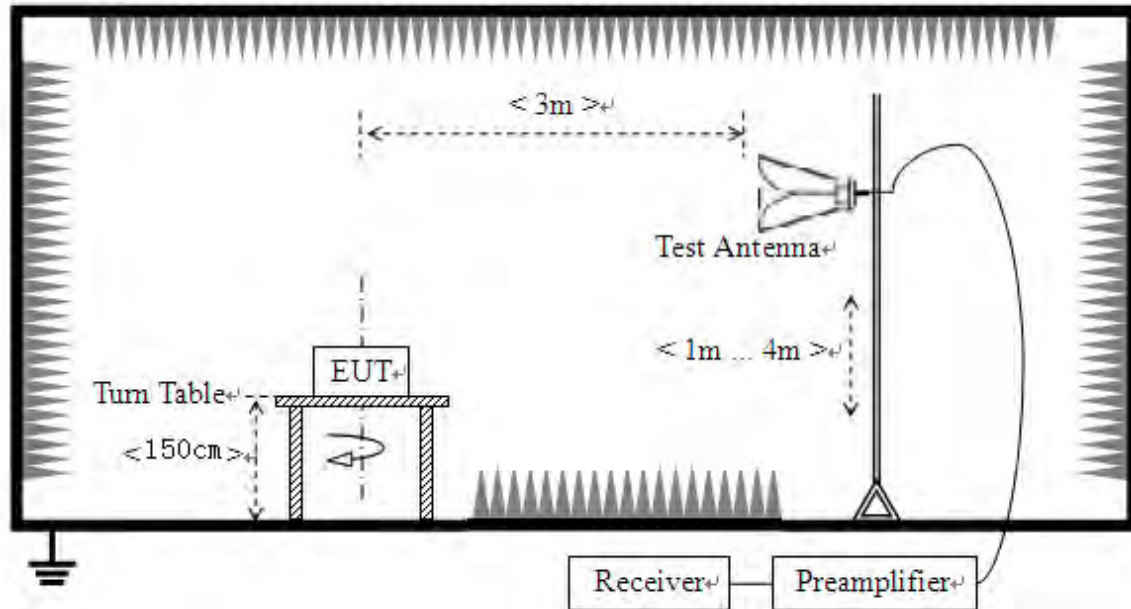 < 3m >↵
Test Antenna↵
< 1m ... 4m >↵
EUT↵
Turn Table↵
<150cm>↵
Receiver↵
Preamplifier↵